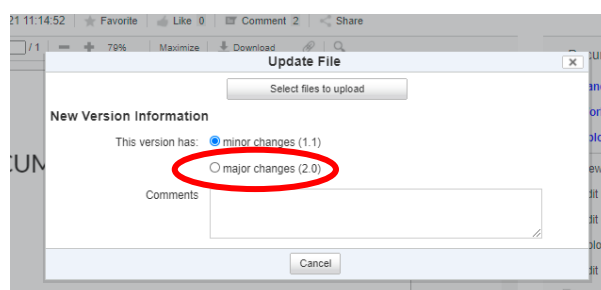 21 11:14:52 Favorite Like 0 Comment 2 Share
/ 1 79% Maximize Download
Update File
Select files to upload
New Version Information
This version has: minor changes (1.1)
major changes (2.0)
Comments
Cancel